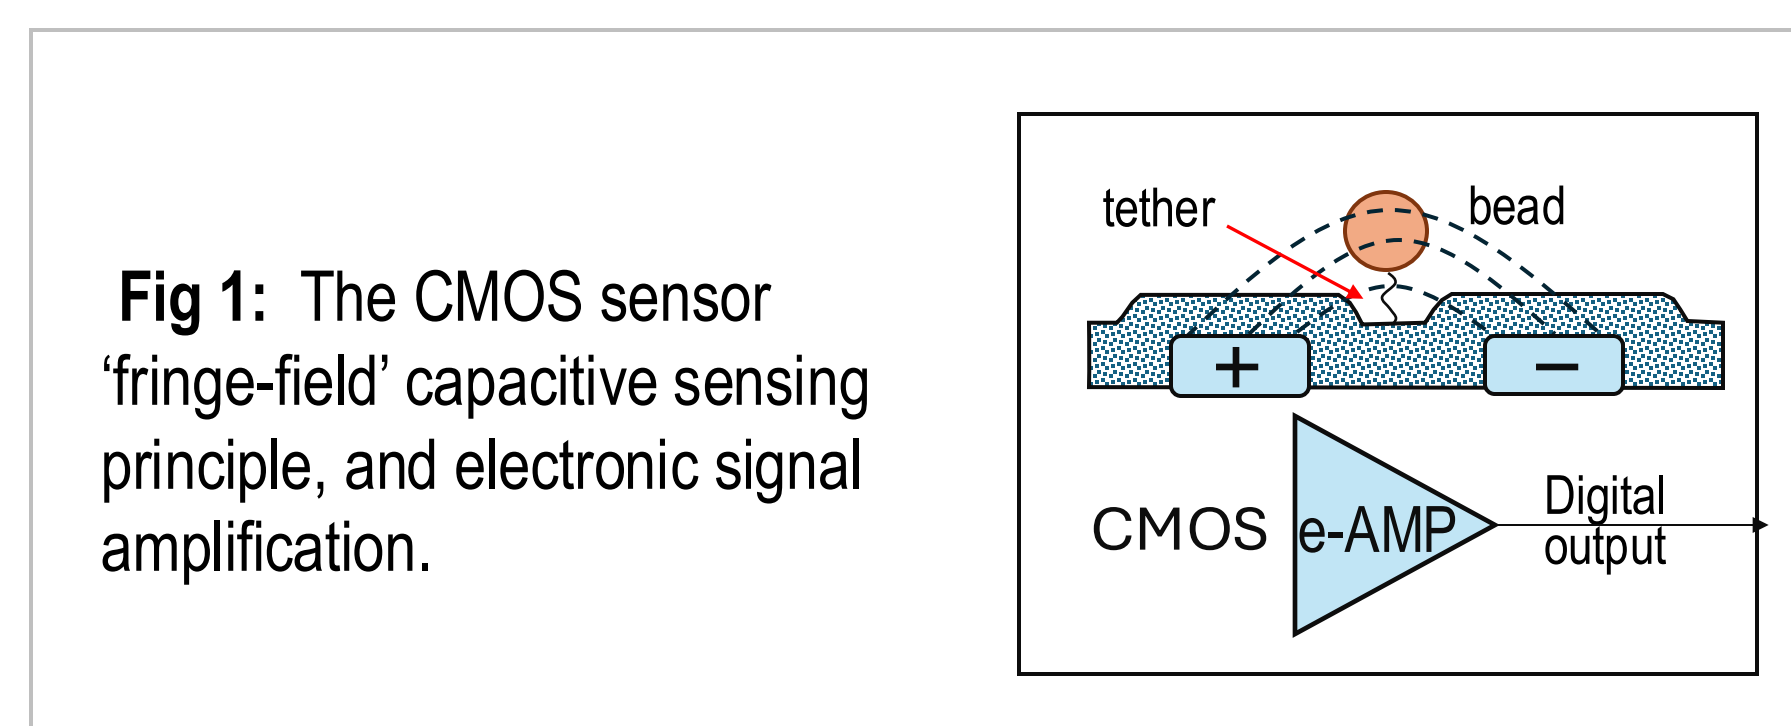 Fig 1: The CMOS sensor
‘fringe-field’ capacitive sensing
principle, and electronic signal
amplification.
tether
bead
+
−
CMOS
e-AMP
Digital
output